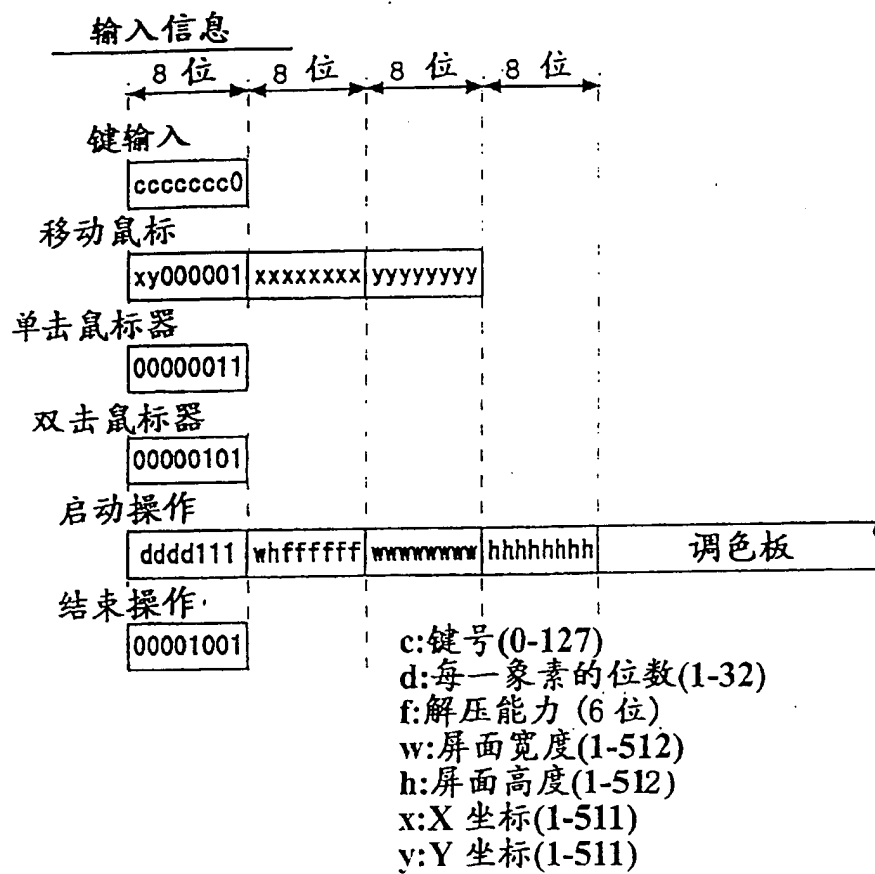 输入信息
8 位 8 位 8 位 8 位
键输入
ccccccc0
移动鼠标
xy000001 xxxxxxxx yyyyyyyy
单击鼠标器
00000011
双击鼠标器
00000101
启动操作
dddd111 whffffff wwwwwwww hhhhhhhh 调色板
结束操作
00001001
c:键号(0-127)
d:每一象素的位数(1-32)
f:解压能力 (6 位)
w:屏面宽度(1-512)
h:屏面高度(1-512)
x:X 坐标(1-511)
y:Y 坐标(1-511)